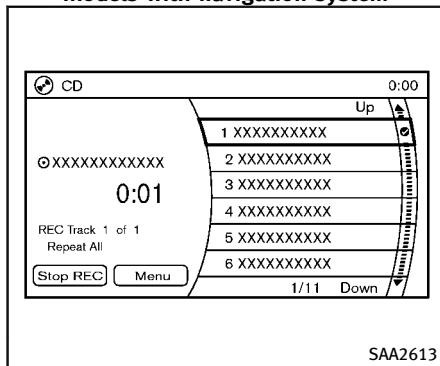 Models with navigation system
CD 0:00
Up
1 XXXXXXXXXX
2 XXXXXXXXXX
XXXXXXXXXXXX
3 XXXXXXXXXX
0:01
4 XXXXXXXXXX
REC Track 1 of 1
5 XXXXXXXXXX
Repeat All
6 XXXXXXXXXX
Stop REC Menu
1/11 Down
SAA2613